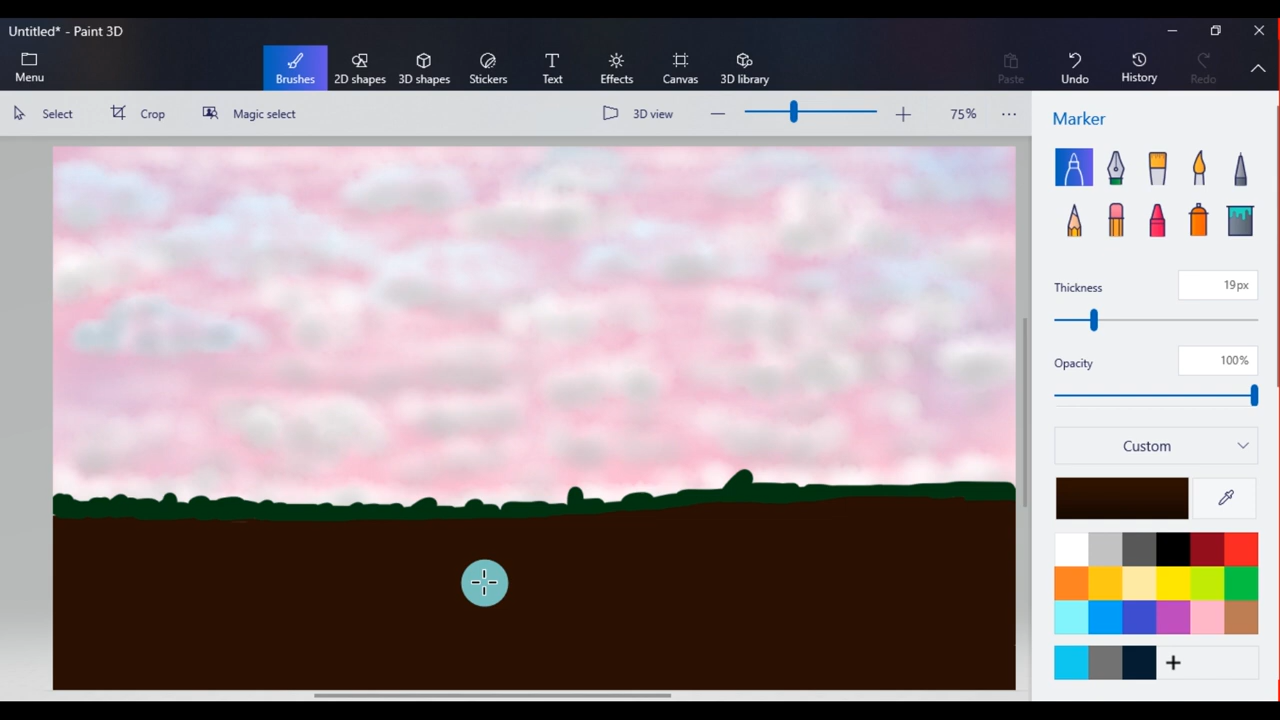 Untitled* - Paint 3D
Menu
Brushes
2D shapes
3D shapes
Stickers
Text
Effects
Canvas
3D library
Paste
Undo
History
Redo
Select
Crop
Magic select
3D view
75%
Marker
Thickness
19px
Opacity
100%
Custom